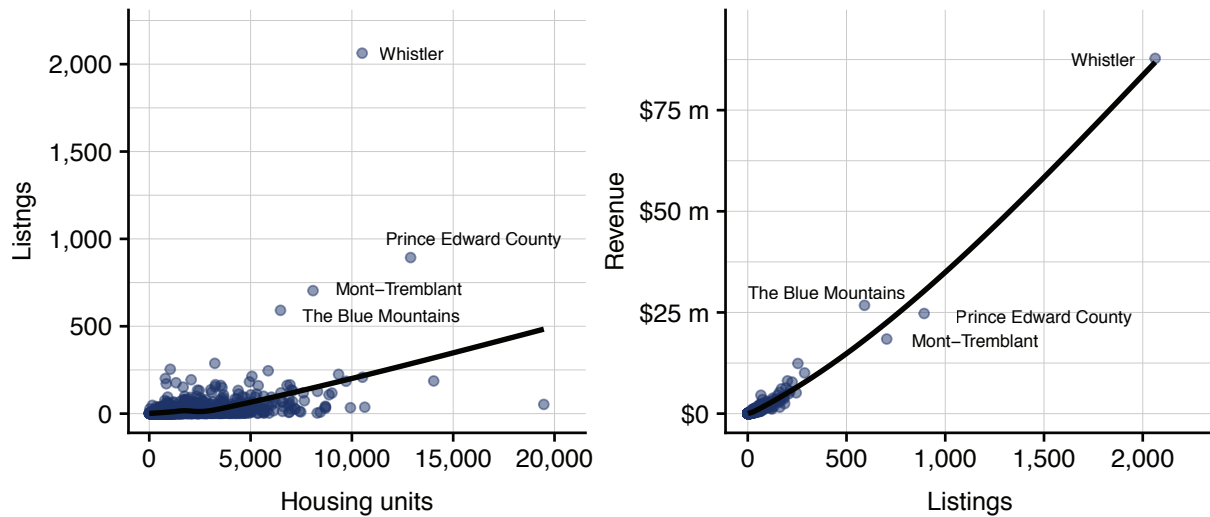 2,000
1,500
1,000
500
0
Listngs
Whistler
Prince Edward County
Mont−Tremblant
The Blue Mountains
0
5,000
10,000
15,000
20,000
Housing units
$75 m
$50 m
$25 m
$0
Revenue
Whistler
The Blue Mountains
Prince Edward County
Mont−Tremblant
0
500
1,000
1,500
2,000
Listings